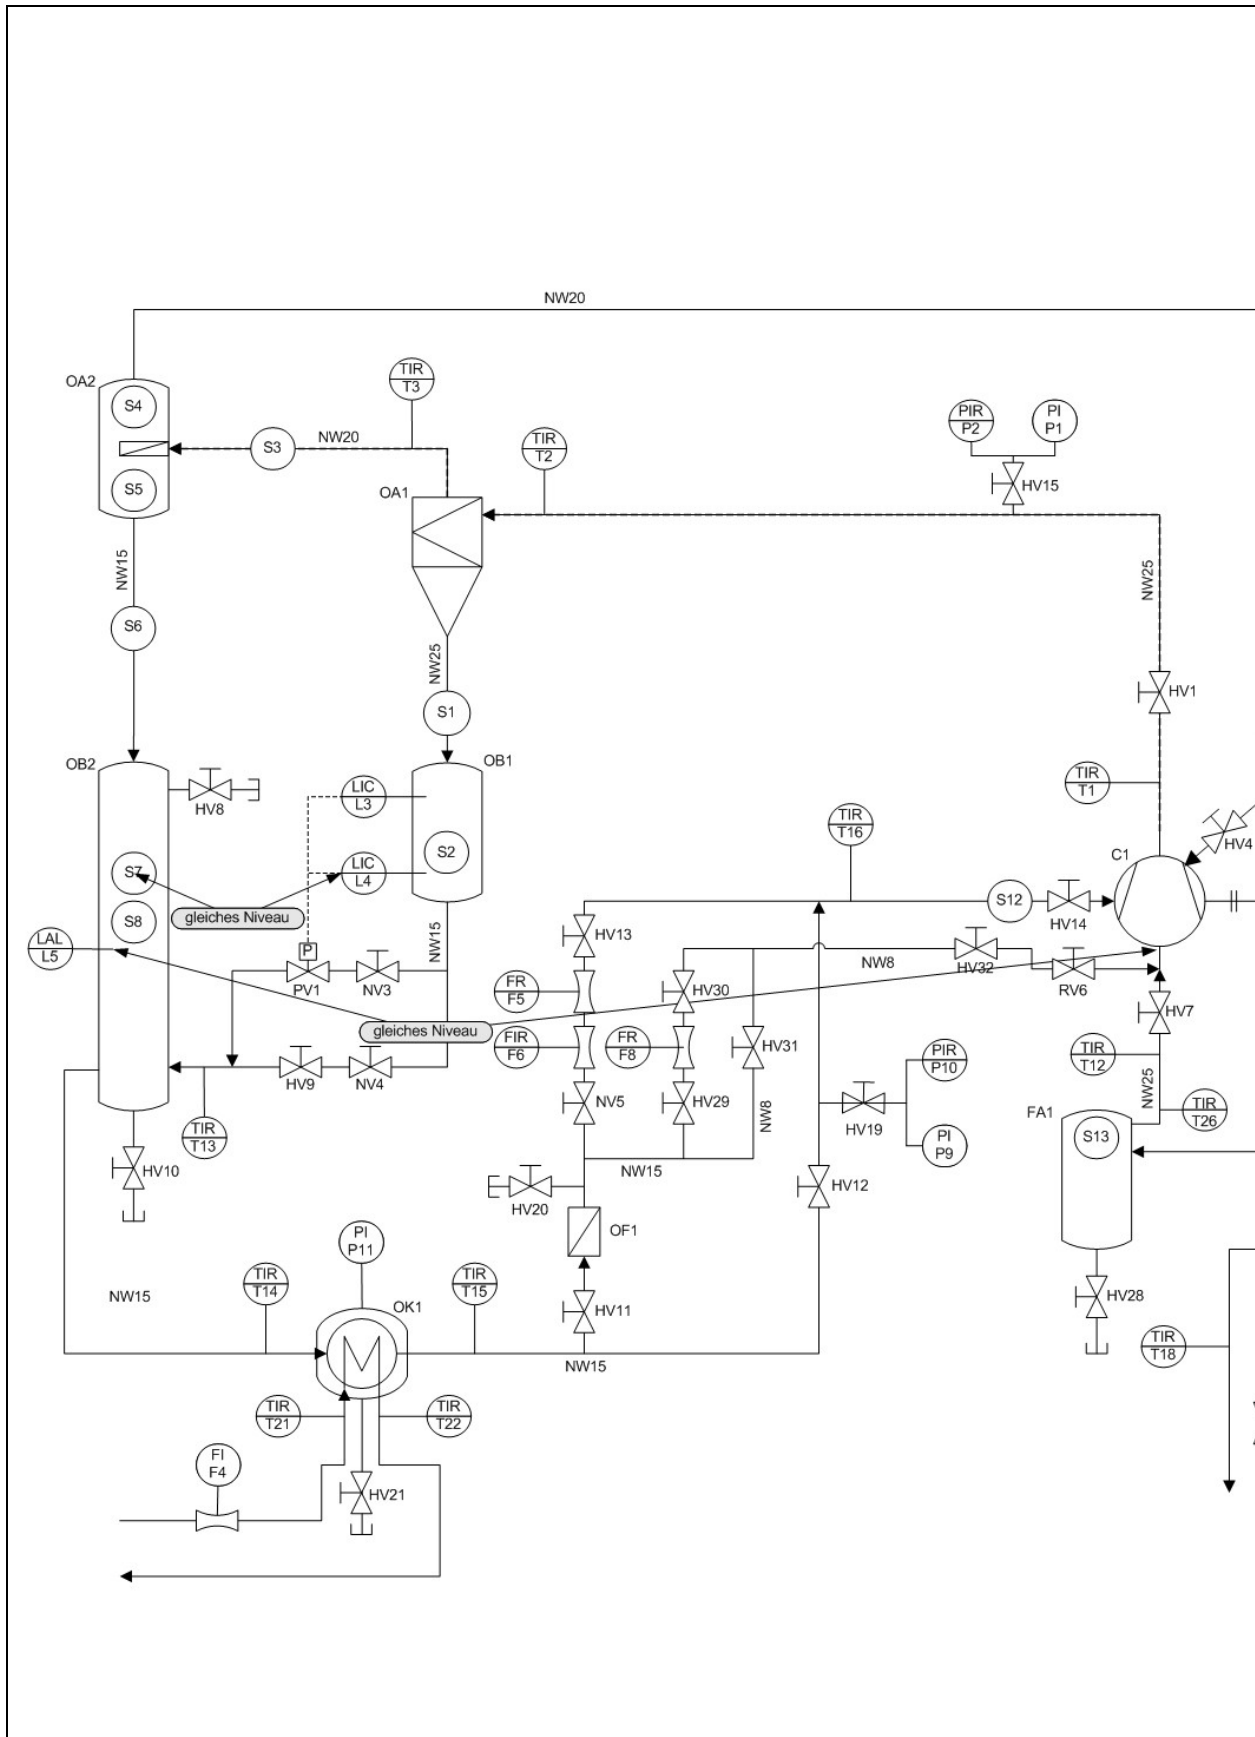 NW20
OA2
S4
TIR
T3
S3
NW20
S5
OA1
TIR
T2
PIR
P2
PI
P1
HV15
NW15
S6
NW25
S1
NW25
HV1
OB2
HV8
LIC
L3
OB1
TIR
T1
S7
LIC
L4
S2
TIR
T16
C1
HV4
gleiches Niveau
S8
LAL
L5
P
PV1
NV3
NW15
HV13
S12
HV14
HV32
NW8
RV6
FR
F5
HV30
gleiches Niveau
FIR
F6
FR
F8
HV31
HV7
TIR
T12
PIR
P10
HV9
NV4
NV5
HV29
NW8
HV19
PI
P9
NW25
TIR
T26
FA1
S13
TIR
T13
HV10
NW15
HV12
HV20
OF1
PI
P11
TIR
T14
OK1
TIR
T15
HV11
HV28
NW15
NW15
TIR
T18
TIR
T21
TIR
T22
FI
F4
HV21